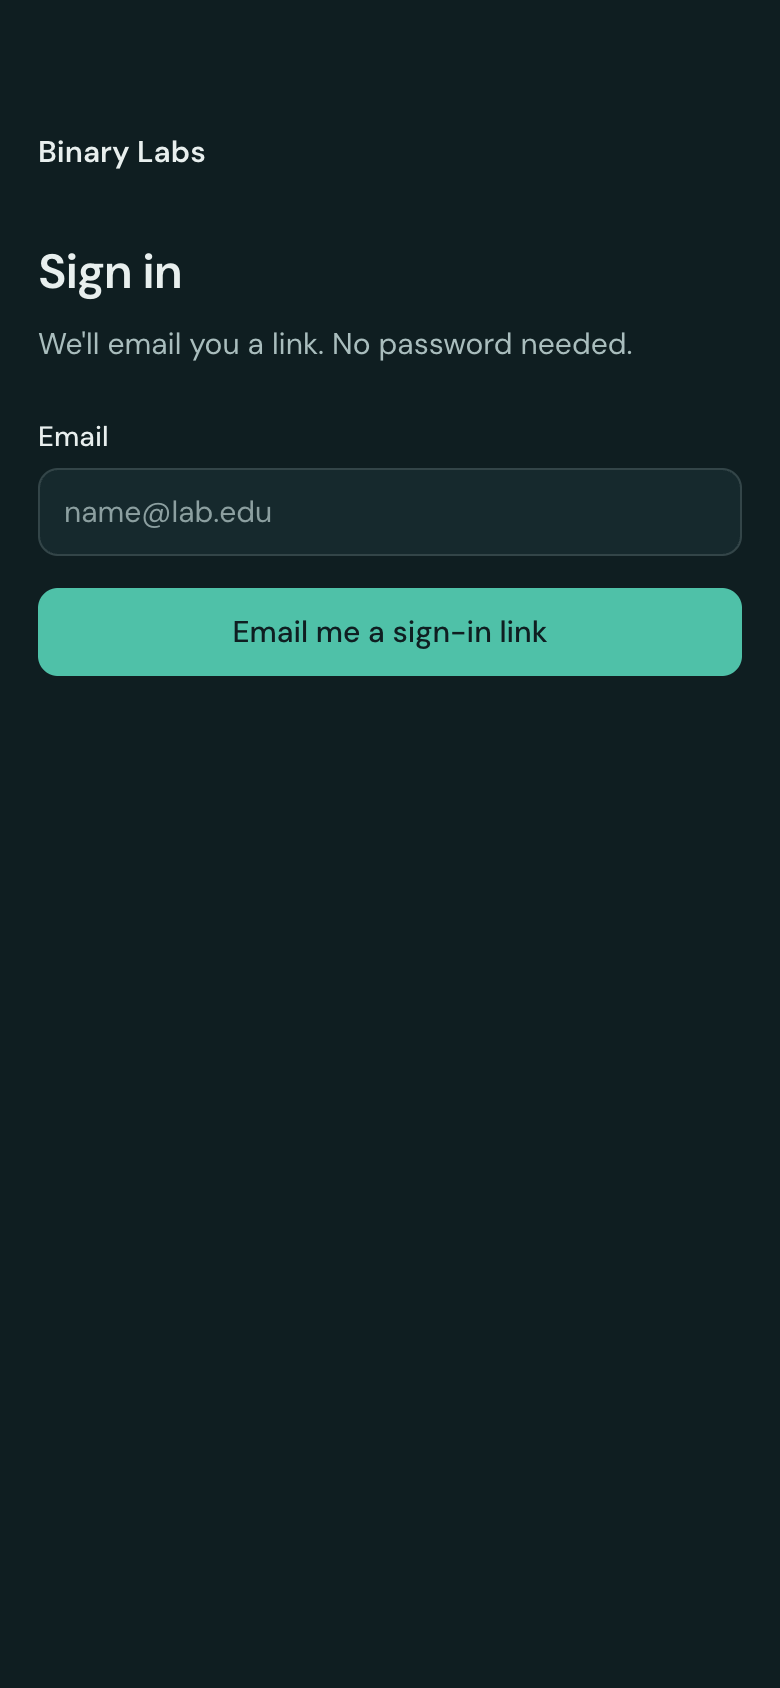 Binary Labs
Sign in
We'll email you a link. No password needed.
Email
name@lab.edu
Email me a sign-in link